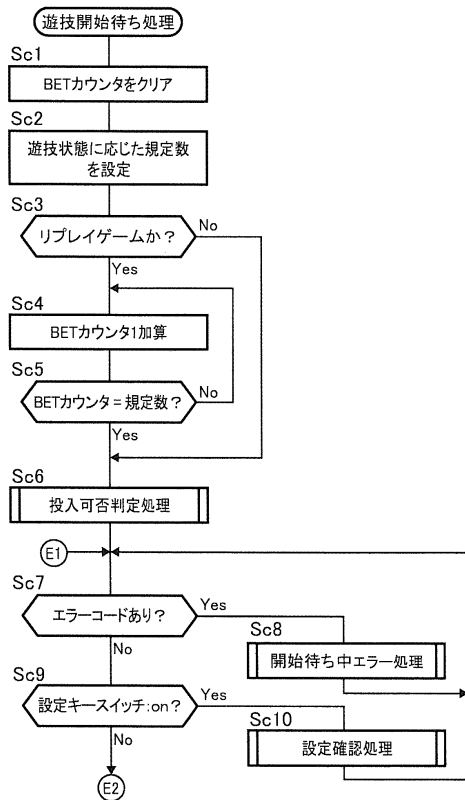 遊技開始待ち処理
Sc1
BETカウンタをクリア
Sc2
遊技状態に応じた規定数
を設定
Sc3
リプレイゲームか？
No
Yes
Sc4
BETカウンタ1加算
Sc5
BETカウンタ＝規定数？
No
Yes
Sc6
投入可否判定処理
E1
Sc7
エラーコードあり？
Yes
No
Sc8
開始待ち中エラー処理
Sc9
設定キースイッチ:on？
Yes
No
Sc10
設定確認処理
E2